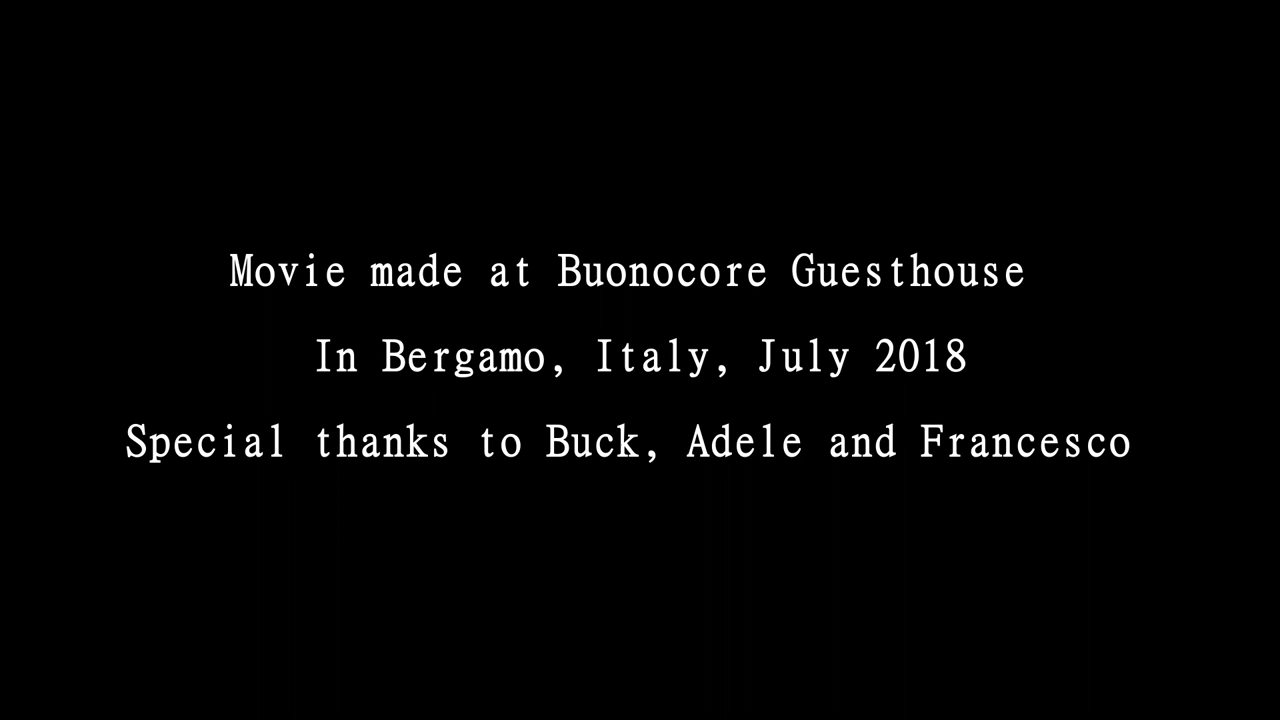 Movie made at Buonocore Guesthouse
In Bergamo, Italy, July 2018
Special thanks to Buck, Adele and Francesco